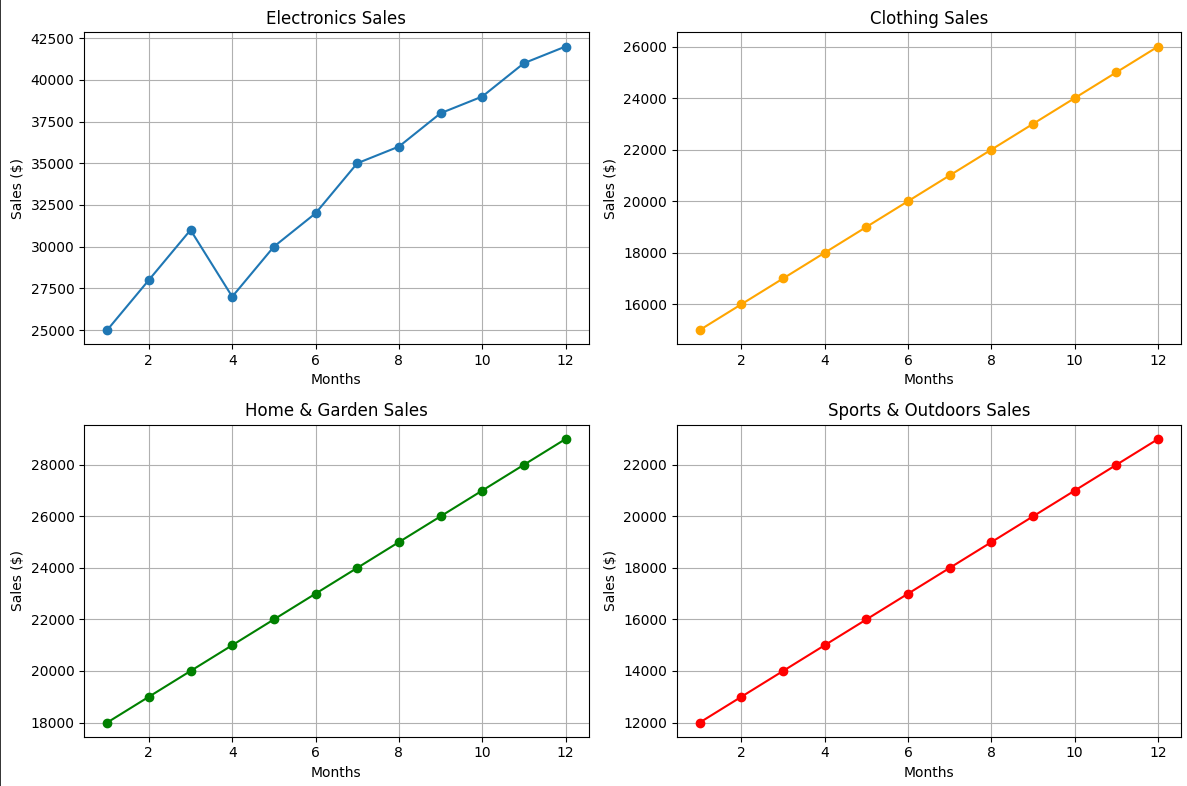 Electronics Sales
42500
40000
37500
35000
32500
30000
27500
25000
Sales ($)
2 4 6 8 10 12
Months
Clothing Sales
26000
24000
22000
20000
18000
16000
Sales ($)
2 4 6 8 10 12
Months
Home & Garden Sales
28000
26000
24000
22000
20000
18000
Sales ($)
2 4 6 8 10 12
Months
Sports & Outdoors Sales
22000
20000
18000
16000
14000
12000
Sales ($)
2 4 6 8 10 12
Months